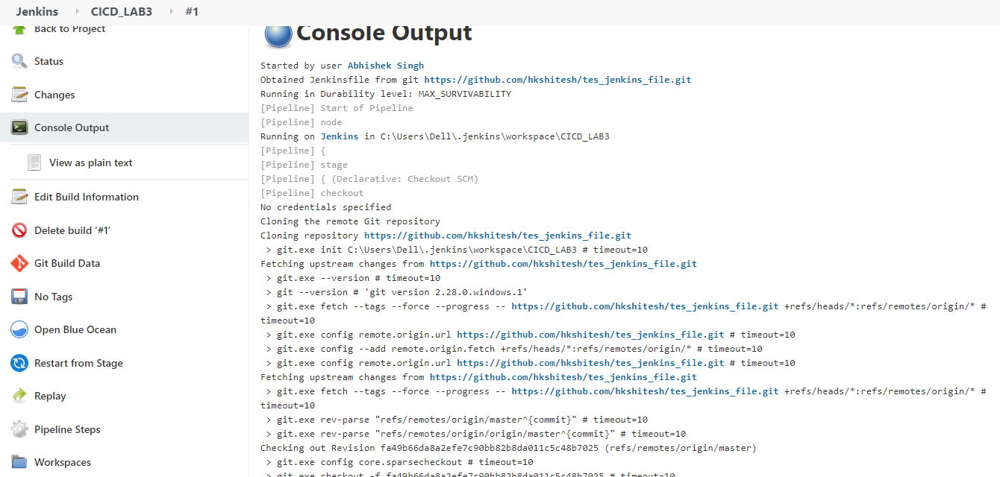 Jenkins CICD_LAB3 #1
Back to Project
Status
Changes
Console Output
View as plain text
Edit Build Information
Delete build ‘#1’
Git Build Data
No Tags
Open Blue Ocean
Restart from Stage
Replay
Pipeline Steps
Workspaces
Console Output
Started by user Abhishek Singh
Obtained Jenkinsfile from git https://github.com/hkshitesh/tes_jenkins_file.git
Running in Durability level: MAX_SURVIVABILITY
[Pipeline] Start of Pipeline
[Pipeline] node
Running on Jenkins in C:\Users\Dell\.jenkins\workspace\CICD_LAB3
[Pipeline] {
[Pipeline] stage
[Pipeline] { (Declarative: Checkout SCM)
[Pipeline] checkout
No credentials specified
Cloning the remote Git repository
Cloning repository https://github.com/hkshitesh/tes_jenkins_file.git
> git.exe init C:\Users\Dell\.jenkins\workspace\CICD_LAB3 # timeout=10
Fetching upstream changes from https://github.com/hkshitesh/tes_jenkins_file.git
> git.exe --version # timeout=10
> git --version # 'git version 2.28.0.windows.1'
> git.exe fetch --tags --force --progress -- https://github.com/hkshitesh/tes_jenkins_file.git +refs/heads/*:refs/remotes/origin/* #
timeout=10
> git.exe config remote.origin.url https://github.com/hkshitesh/tes_jenkins_file.git # timeout=10
> git.exe config --add remote.origin.fetch +refs/heads/*:refs/remotes/origin/* # timeout=10
> git.exe config remote.origin.url https://github.com/hkshitesh/tes_jenkins_file.git # timeout=10
Fetching upstream changes from https://github.com/hkshitesh/tes_jenkins_file.git
> git.exe fetch --tags --force --progress -- https://github.com/hkshitesh/tes_jenkins_file.git +refs/heads/*:refs/remotes/origin/* #
timeout=10
> git.exe rev-parse "refs/remotes/origin/master^{commit}" # timeout=10
> git.exe rev-parse "refs/remotes/origin/origin/master^{commit}" # timeout=10
Checking out Revision fa49b66da8a2efe7c90bb82b8da011c5c48b7025 (refs/remotes/origin/master)
> git.exe config core.sparsecheckout # timeout=10
> git.exe checkout -f fa49b66da8a2efe7c90bb82b8da011c5c48b7025 # timeout=10